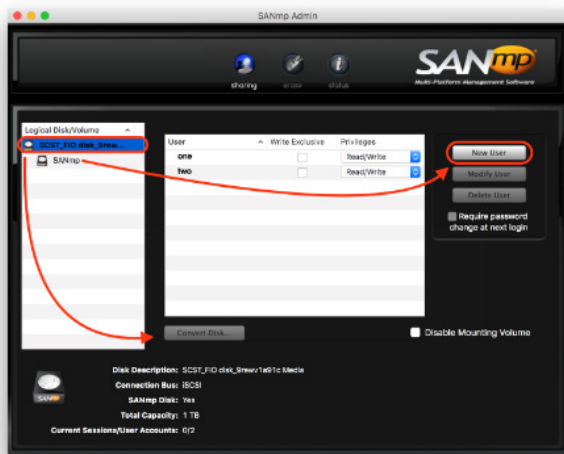 SANmp Admin
sharing
erase
status
SANmp
Multi-Platform Management Software
Logical Disk/Volume
SCST_FIO disk_9rew...
SANmp
User
Write Exclusive
Privileges
one
Read/Write
two
Read/Write
New User
Modify User
Delete User
Require password
change at next login
Convert Disk...
Disable Mounting Volume
Disk Description: SCST_FIO disk_9rewv1a91c Media
Connection Bus: iSCSI
SANmp Disk: Yes
Total Capacity: 1 TB
Current Sessions/User Accounts: 0/2
SANmp